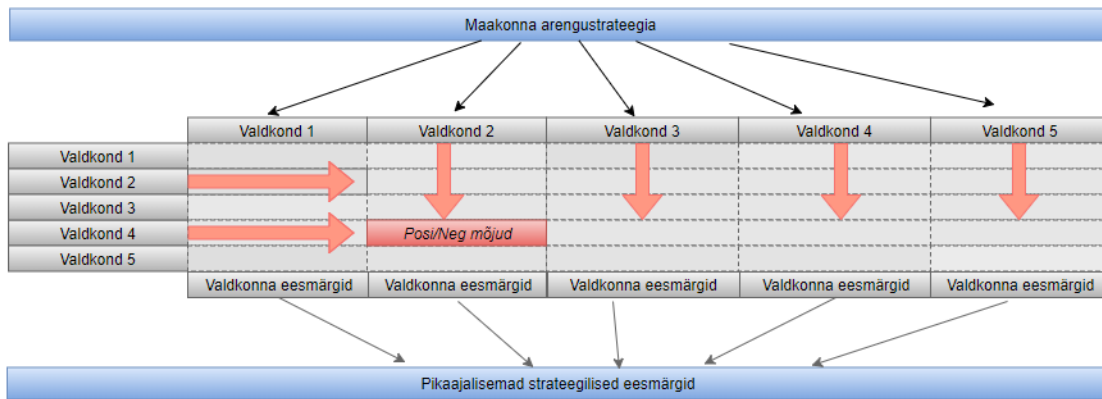 Maakonna arengustrateegia
Valdkond 1 Valdkond 2 Valdkond 3 Valdkond 4 Valdkond 5
Valdkond 1
Valdkond 2
Valdkond 3
Valdkond 4 Posi/Neg mõjud
Valdkond 5
Valdkonna eesmärgid Valdkonna eesmärgid Valdkonna eesmärgid Valdkonna eesmärgid Valdkonna eesmärgid
Pikaajalisemad strateegilised eesmärgid